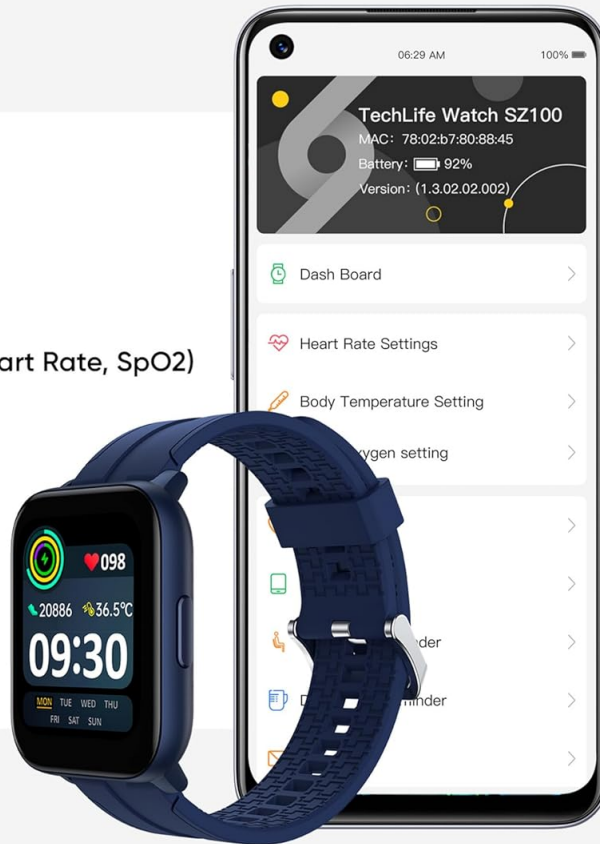 06:29 AM
100%
TechLife Watch SZ100
MAC: 78:02:b7:80:88:45
Battery: 92%
Version: (1.3.02.02.002)
Dash Board
Heart Rate Settings
art Rate, SpO2)
Body Temperature Setting
ygen setting
098
20886
36.5°C
09:30
MON TUE WED THU
FRI SAT SUN
der
D
inder